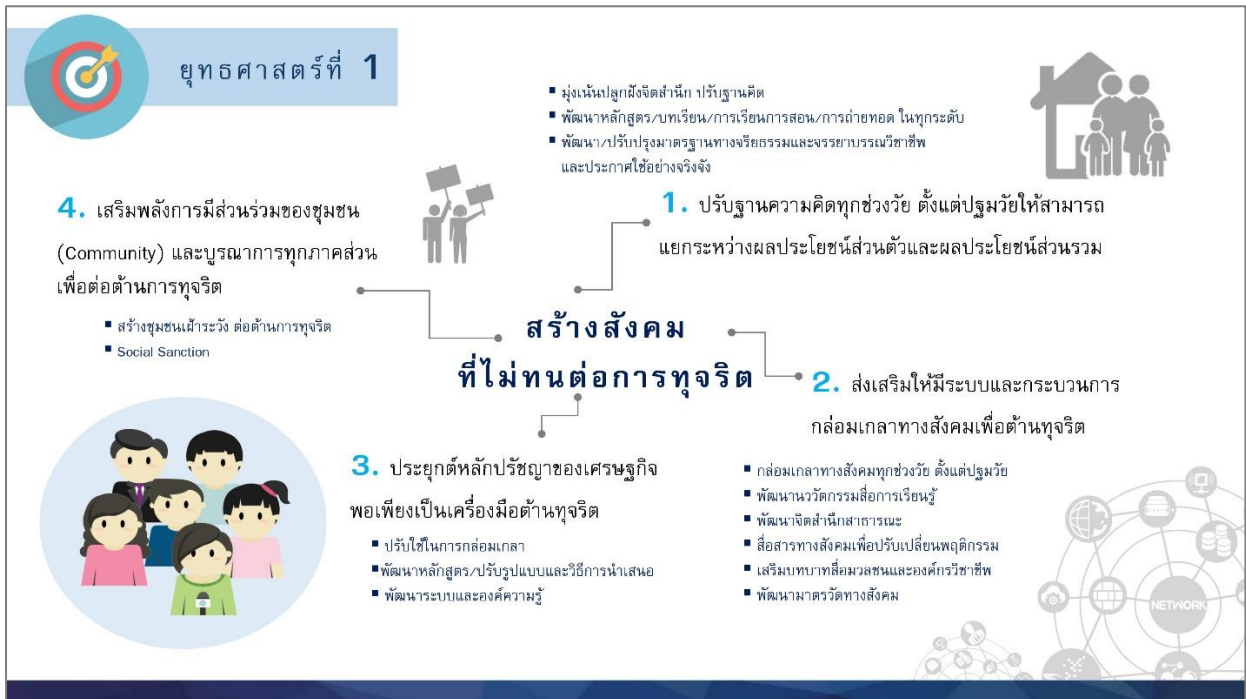 ยุทธศาสตร์ที่ 1
▪ มุ่งเน้นปลูกฝังจิตสำนึก ปรับฐานคิด
▪ พัฒนาหลักสูตร/บทเรียน/การเรียนการสอน/การถ่ายทอด ในทุกระดับ
▪ พัฒนา/ปรับปรุงมาตรฐานทางจริยธรรมและจรรยาบรรณวิชาชีพ
และประกาศใช้อย่างจริงจัง
1. ปรับฐานความคิดทุกช่วงวัย ตั้งแต่ปฐมวัยให้สามารถ
แยกระหว่างผลประโยชน์ส่วนตัวและผลประโยชน์ส่วนรวม
4. เสริมพลังการมีส่วนร่วมของชุมชน
(Community) และบูรณาการทุกภาคส่วน
เพื่อต่อต้านการทุจริต
▪ สร้างชุมชนเฝ้าระวัง ต่อต้านการทุจริต
▪ Social Sanction
สร้างสังคม
ที่ไม่ทนต่อการทุจริต
2. ส่งเสริมให้มีระบบและกระบวนการ
กล่อมเกลาทางสังคมเพื่อต้านทุจริต
▪ กล่อมเกลาทางสังคมทุกช่วงวัย ตั้งแต่ปฐมวัย
▪ พัฒนานวัตกรรมสื่อการเรียนรู้
▪ พัฒนาจิตสำนึกสาธารณะ
▪ สื่อสารทางสังคมเพื่อปรับเปลี่ยนพฤติกรรม
▪ เสริมบทบาทสื่อมวลชนและองค์กรวิชาชีพ
▪ พัฒนามาตรวัดทางสังคม
3. ประยุกต์หลักปรัชญาของเศรษฐกิจ
พอเพียงเป็นเครื่องมือต้านทุจริต
▪ ปรับใช้ในการกล่อมเกลา
▪พัฒนาหลักสูตร/ปรับรูปแบบและวิธีการนำเสนอ
▪ พัฒนาระบบและองค์ความรู้
NETWORK